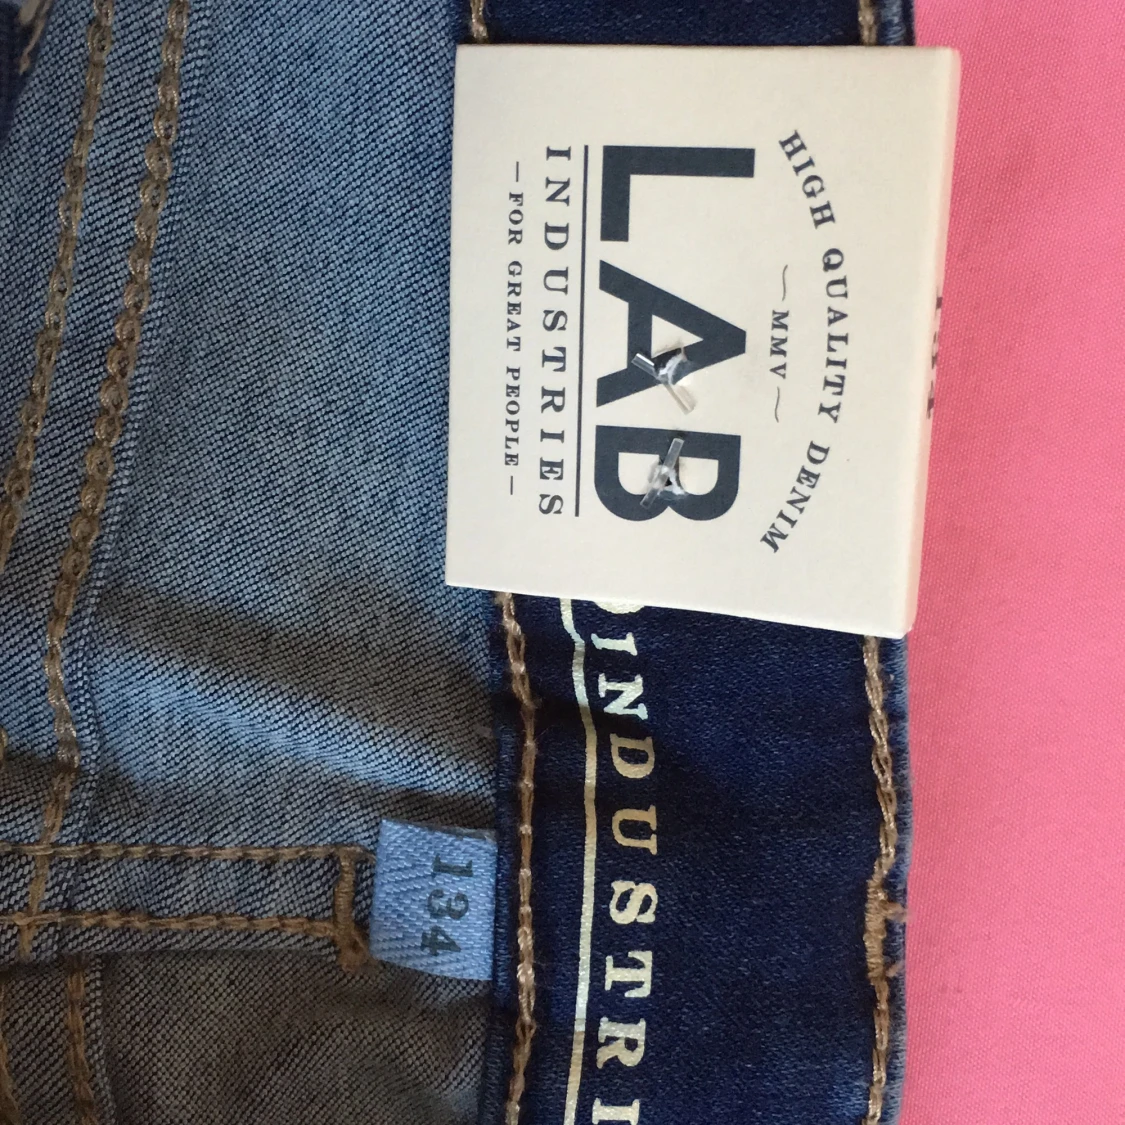 HIGH QUALITY DENIM
MMV
LAB
INDUSTRIES
– FOR GREAT PEOPLE –
INDUSTRI
134